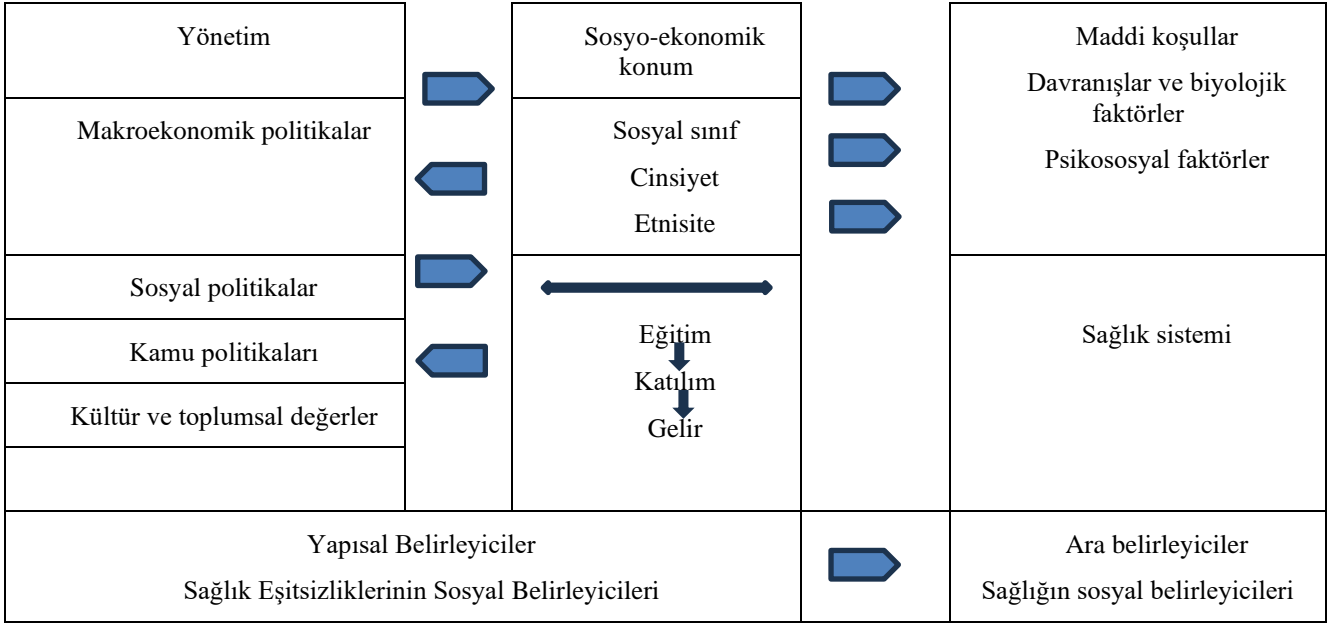 Yönetim
Makroekonomik politikalar
Sosyal politikalar
Kamu politikaları
Kültür ve toplumsal değerler
Sosyo-ekonomik
konum
Sosyal sınıf
Cinsiyet
Etnisite
Eğitim
Katılım
Gelir
Maddi koşullar
Davranışlar ve biyolojik
faktörler
Psikososyal faktörler
Sağlık sistemi
Yapısal Belirleyiciler
Sağlık Eşitsizliklerinin Sosyal Belirleyicileri
Ara belirleyiciler
Sağlığın sosyal belirleyicileri